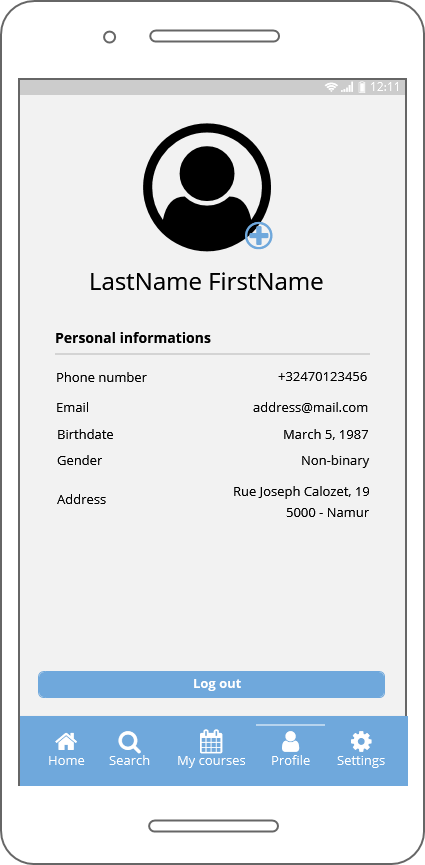 12:11
LastName FirstName
Personal informations
Phone number +32470123456
Email address@mail.com
Birthdate March 5, 1987
Gender Non-binary
Address Rue Joseph Calozet, 19
5000 - Namur
Log out
Home Search My courses Profile Settings